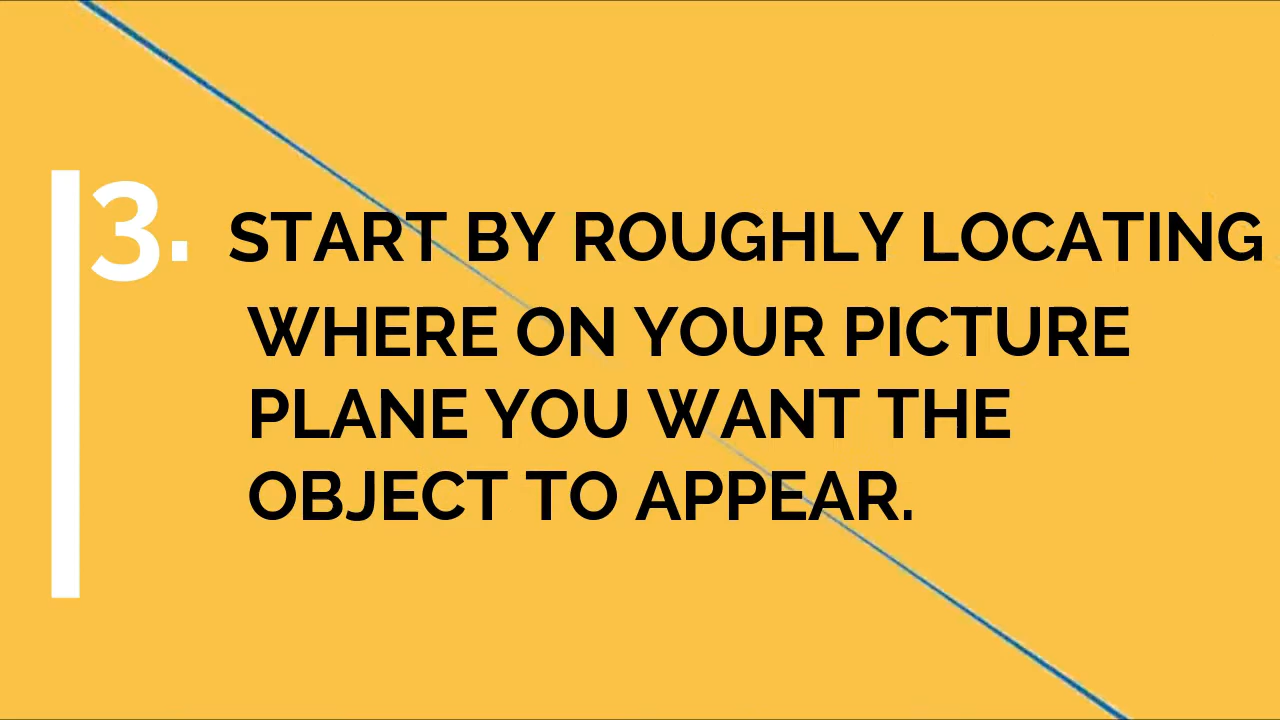 3. START BY ROUGHLY LOCATING
WHERE ON YOUR PICTURE
PLANE YOU WANT THE
OBJECT TO APPEAR.